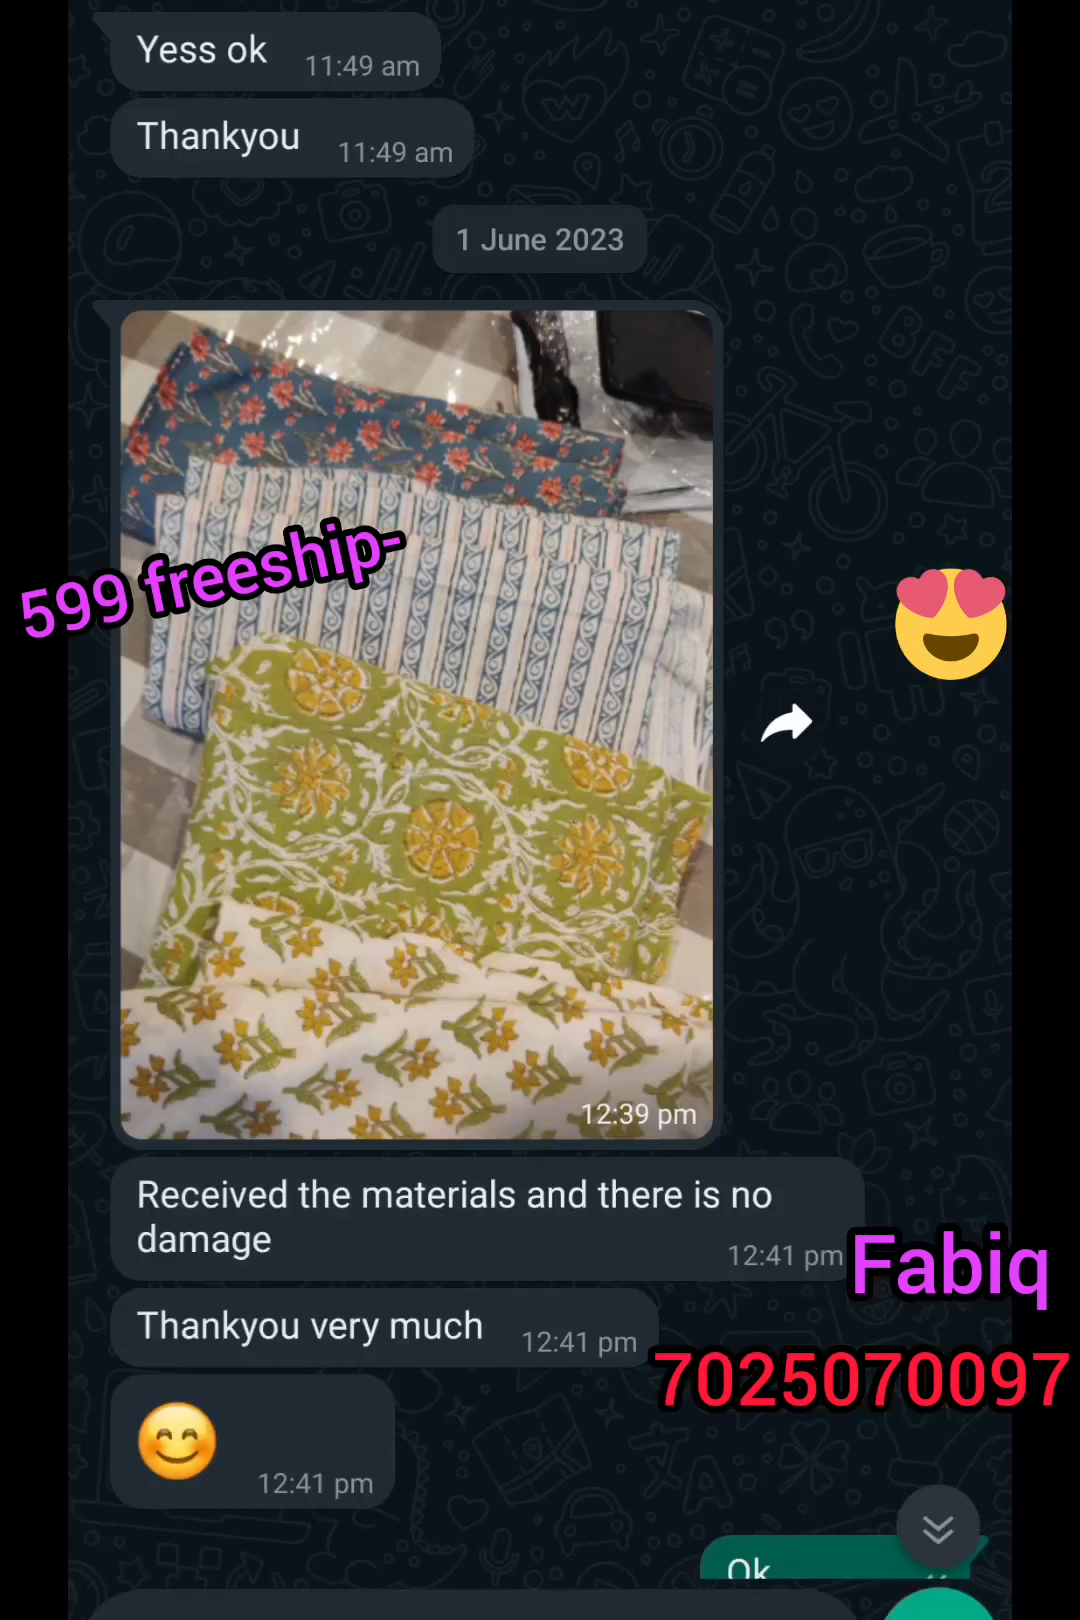 Yess ok 11:49 am
Thankyou 11:49 am
1 June 2023
599 freeship-
12:39 pm
Received the materials and there is no
damage 12:41 pm
Fabiq
Thankyou very much 12:41 pm
7025070097
12:41 pm
Ok